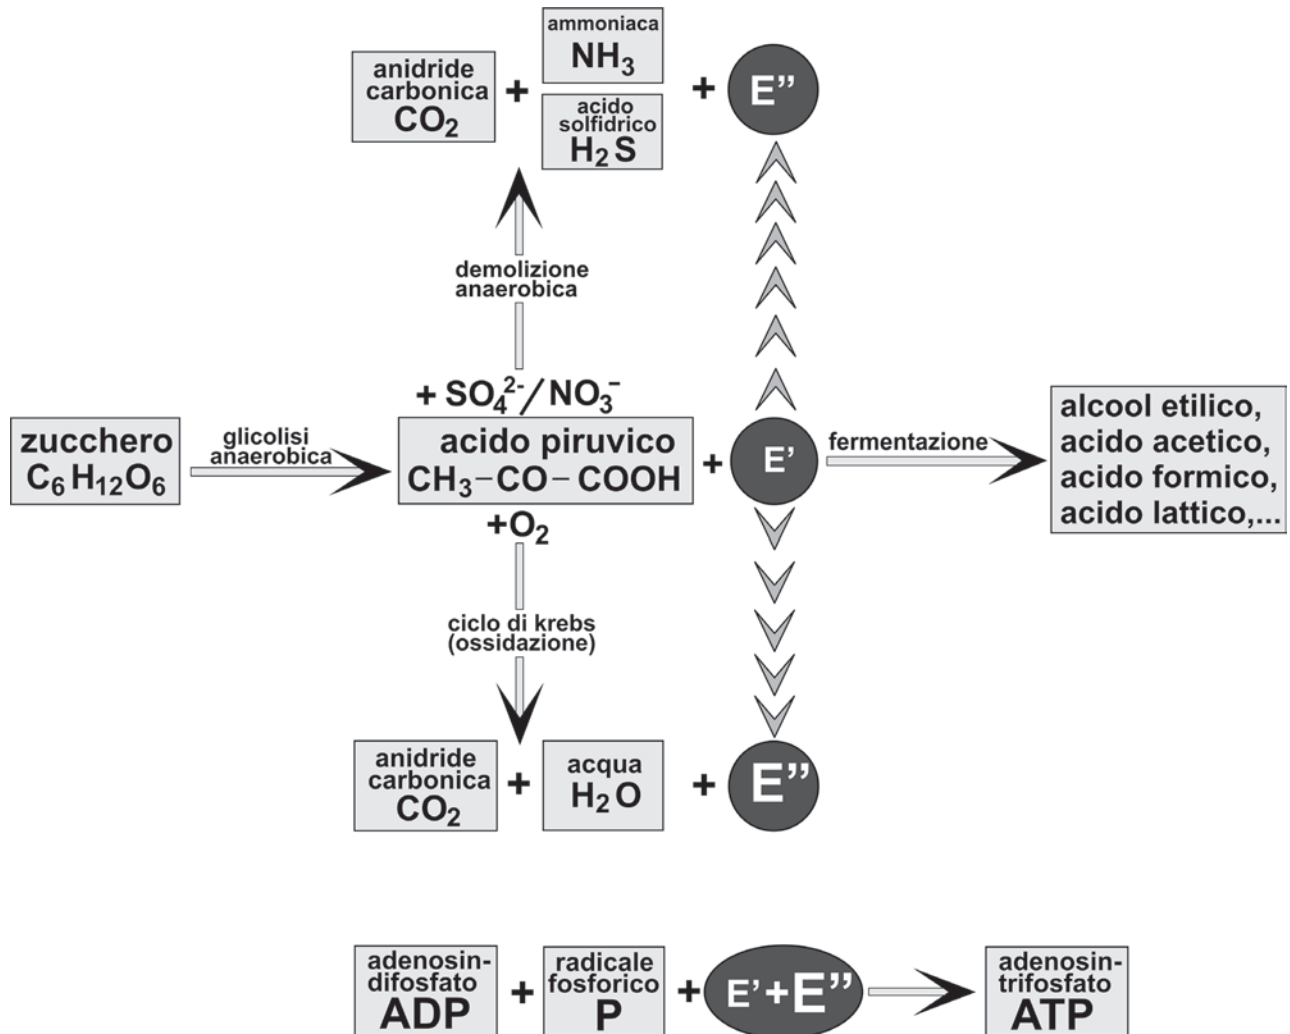 anidride
carbonica
CO₂
+
ammoniaca
NH₃
acido
solfidrico
H₂S
+
E”
demolizione
anaerobica
+ SO₄²⁻/NO₃⁻
zucchero
C₆H₁₂O₆
glicolisi
anaerobica
acido piruvico
CH₃–CO–COOH
+
E’
fermentazione
alcool etilico,
acido acetico,
acido formico,
acido lattico,...
+O₂
ciclo di krebs
(ossidazione)
anidride
carbonica
CO₂
+
acqua
H₂O
+
E”
adenosin-
difosfato
ADP
+
radicale
fosforico
P
+
E’+E”
adenosin-
trifosfato
ATP